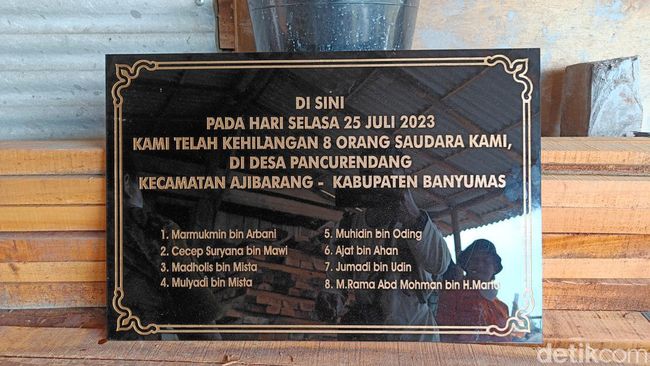 DI SINI
PADA HARI SELASA 25 JULI 2023
KAMI TELAH KEHILANGAN 8 ORANG SAUDARA KAMI,
DI DESA PANCURENDANG
KECAMATAN AJIBARANG - KABUPATEN BANYUMAS
1. Marmukmin bin Arbani
2. Cecep Suryana bin Mawi
3. Madholis bin Mista
4. Mulyadi bin Mista
5. Muhidin bin Oding
6. Ajat bin Ahan
7. Jumadi bin Udin
8. M.Rama Abd Mohman bin H.Marto
detikcom